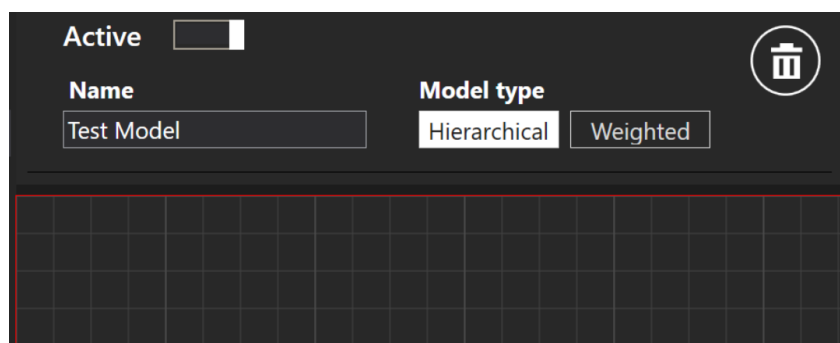 Active
Name
Model type
Test Model
Hierarchical
Weighted